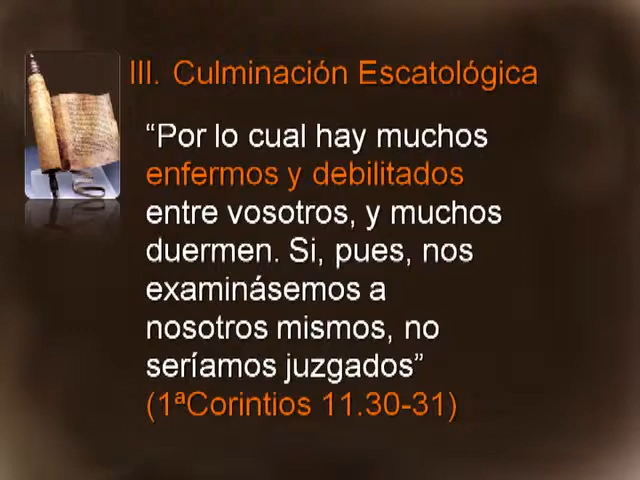 III. Culminación Escatológica
“Por lo cual hay muchos
enfermos y debilitados
entre vosotros, y muchos
duermen. Si, pues, nos
examinásemos a
nosotros mismos, no
seríamos juzgados”
(1ªCorintios 11.30-31)